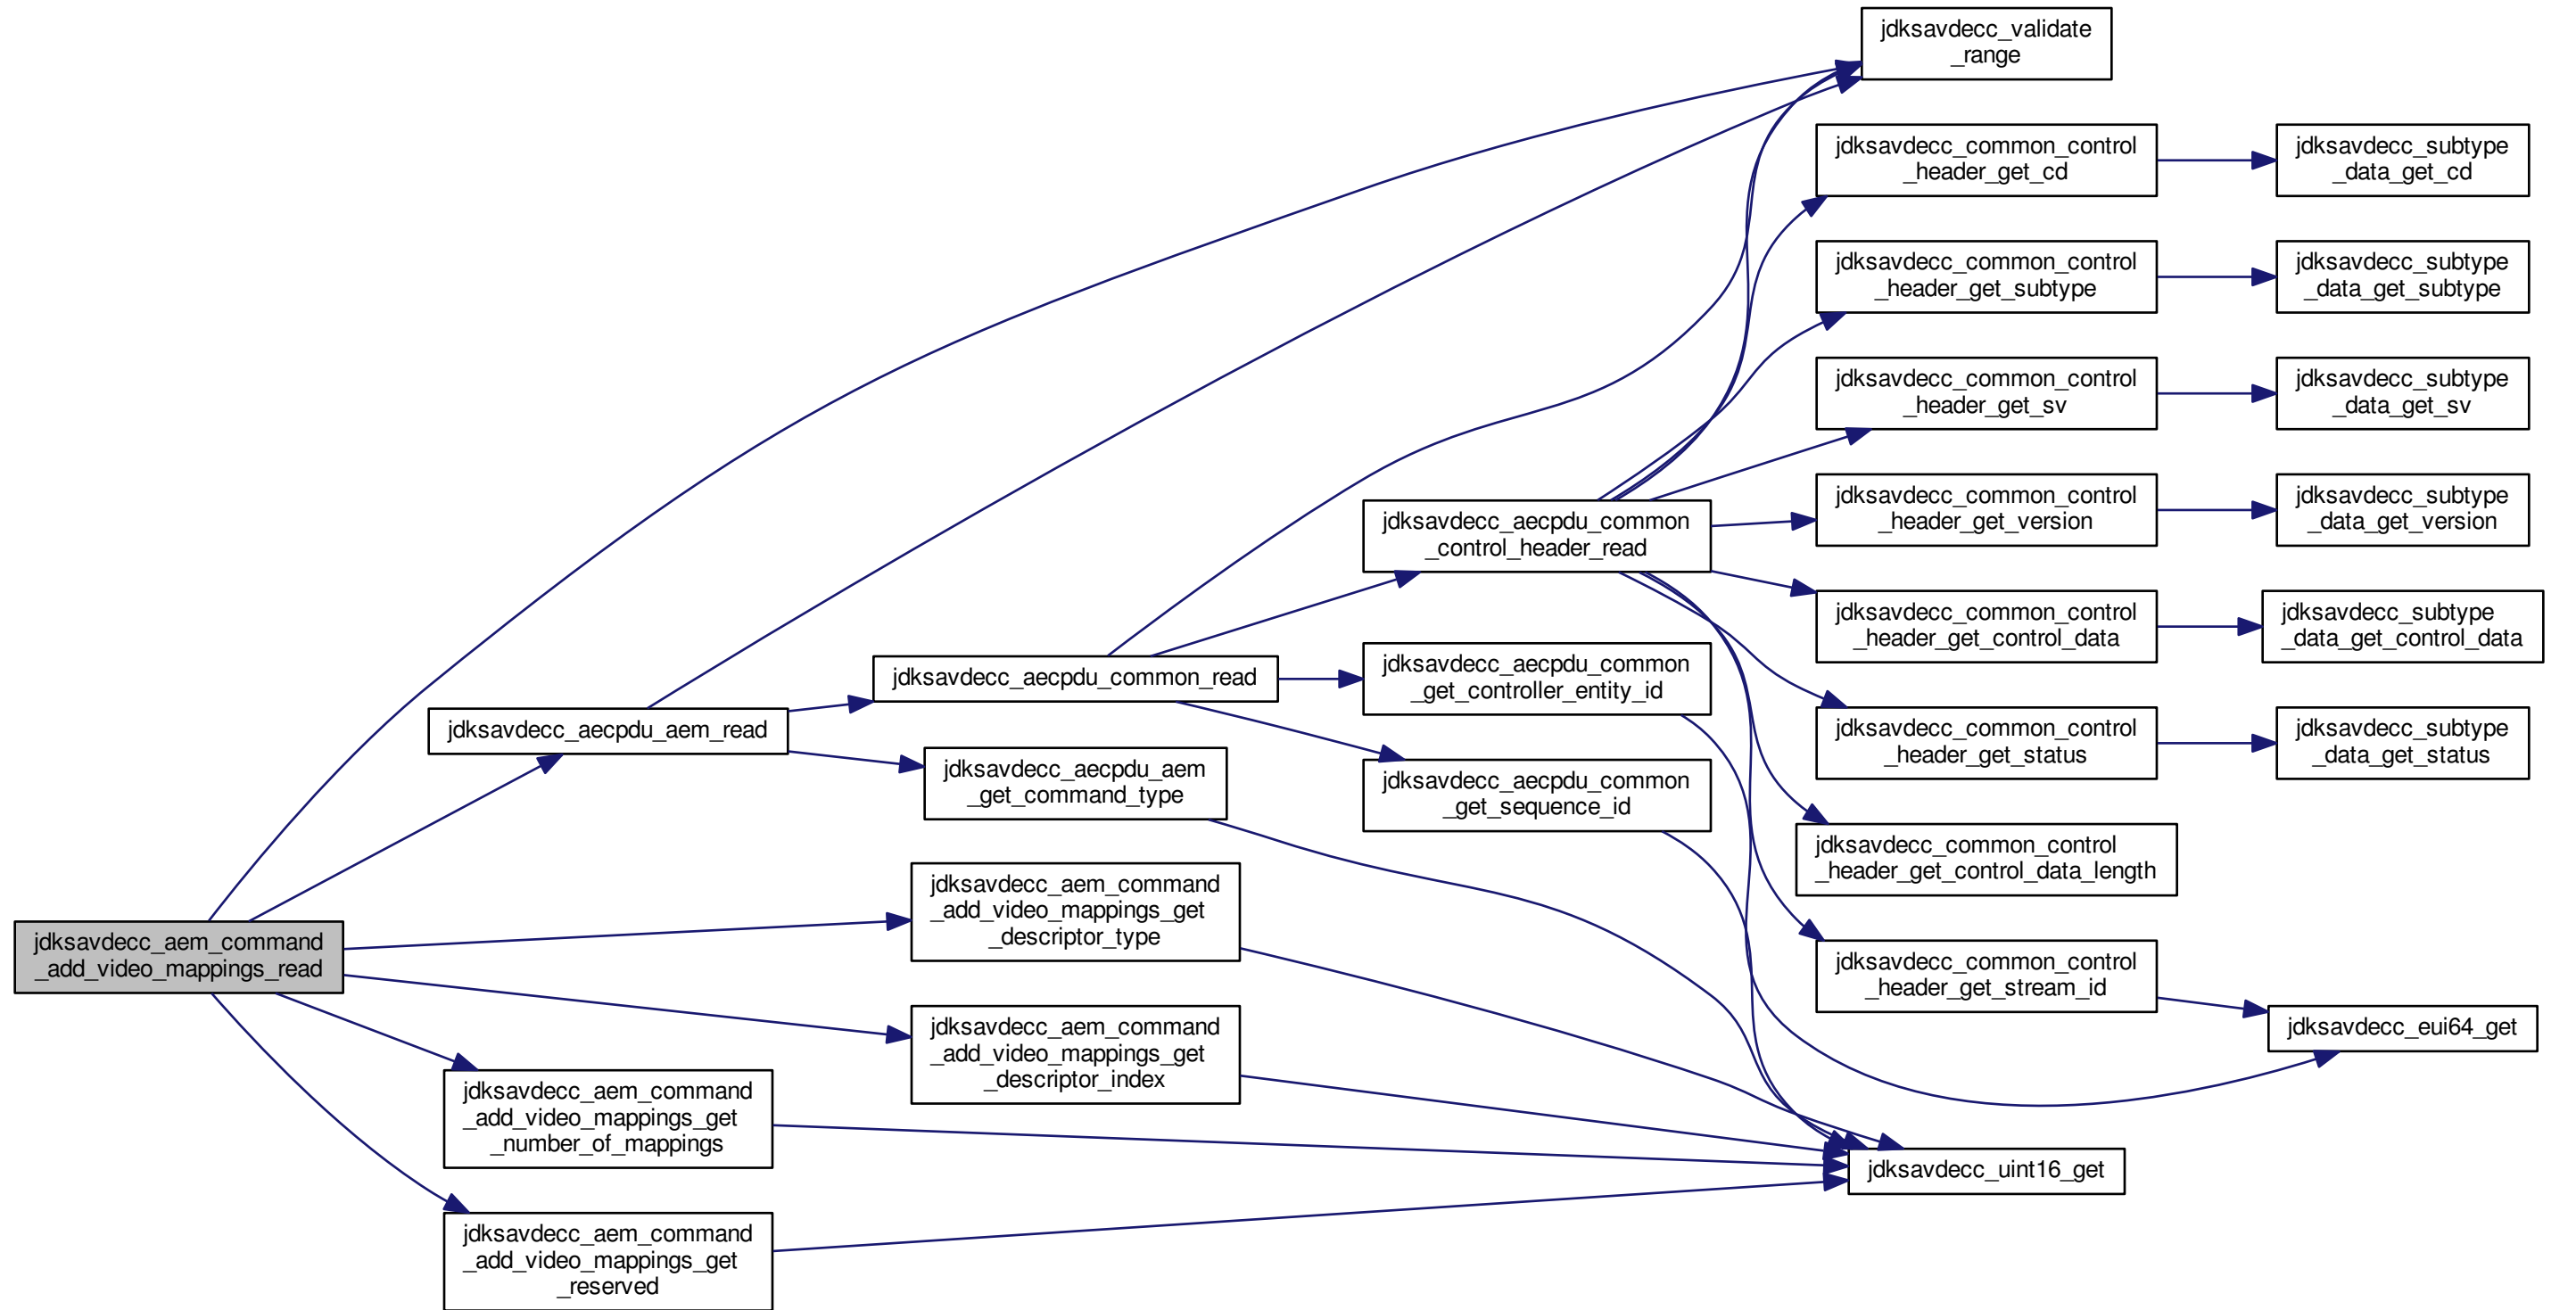 jdksavdecc_validate
_range
jdksavdecc_common_control
_header_get_cd
jdksavdecc_subtype
_data_get_cd
jdksavdecc_common_control
_header_get_subtype
jdksavdecc_subtype
_data_get_subtype
jdksavdecc_common_control
_header_get_sv
jdksavdecc_subtype
_data_get_sv
jdksavdecc_aecpdu_common
_control_header_read
jdksavdecc_common_control
_header_get_version
jdksavdecc_subtype
_data_get_version
jdksavdecc_common_control
_header_get_control_data
jdksavdecc_subtype
_data_get_control_data
jdksavdecc_aecpdu_common_read
jdksavdecc_aecpdu_common
_get_controller_entity_id
jdksavdecc_aecpdu_aem_read
jdksavdecc_common_control
_header_get_status
jdksavdecc_subtype
_data_get_status
jdksavdecc_aecpdu_aem
_get_command_type
jdksavdecc_aecpdu_common
_get_sequence_id
jdksavdecc_common_control
_header_get_control_data_length
jdksavdecc_aem_command
_add_video_mappings_get
_descriptor_type
jdksavdecc_aem_command
_add_video_mappings_read
jdksavdecc_common_control
_header_get_stream_id
jdksavdecc_eui64_get
jdksavdecc_aem_command
_add_video_mappings_get
_descriptor_index
jdksavdecc_aem_command
_add_video_mappings_get
_number_of_mappings
jdksavdecc_uint16_get
jdksavdecc_aem_command
_add_video_mappings_get
_reserved